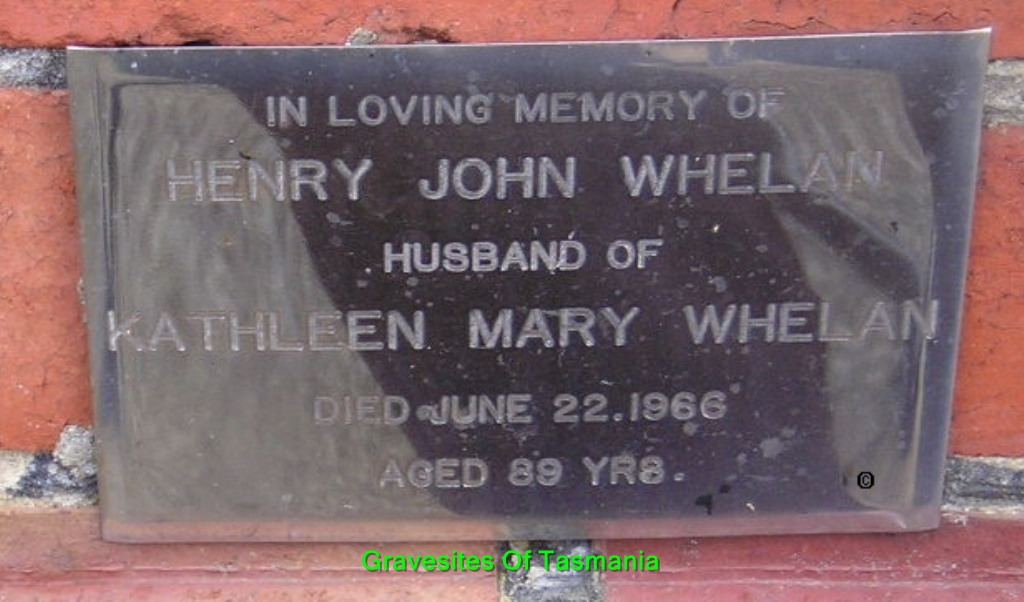 IN LOVING MEMORY OF
HENRY JOHN WHELAN
HUSBAND OF
KATHLEEN MARY WHELAN
DIED JUNE 22.1966
AGED 89 YRS.
©
Gravesites Of Tasmania